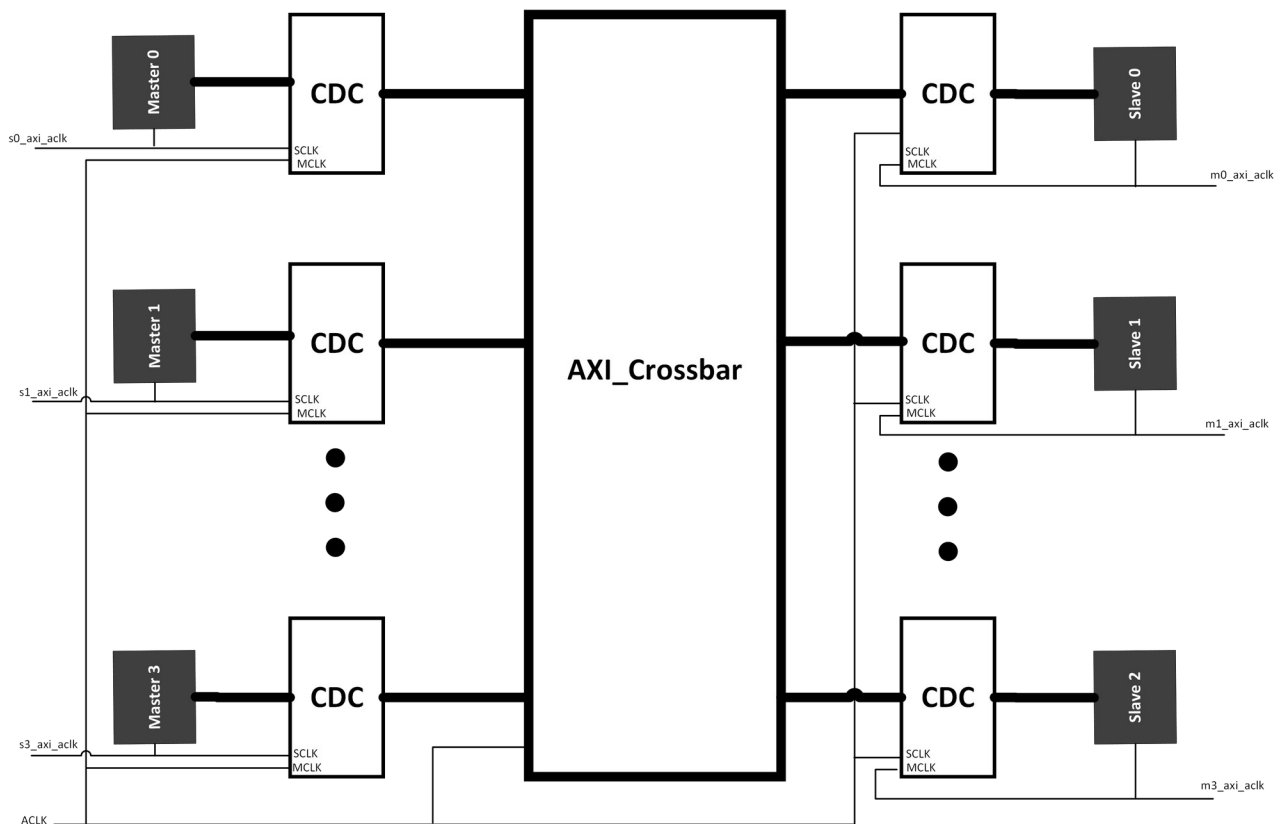 Master 0
CDC
s0_axi_aclk
SCLK
MCLK
CDC
Slave 0
SCLK
MCLK
m0_axi_aclk
Master 1
CDC
s1_axi_aclk
SCLK
MCLK
AXI_Crossbar
CDC
Slave 1
SCLK
MCLK
m1_axi_aclk
Master 3
CDC
s3_axi_aclk
SCLK
MCLK
CDC
Slave 2
SCLK
MCLK
m3_axi_aclk
ACLK